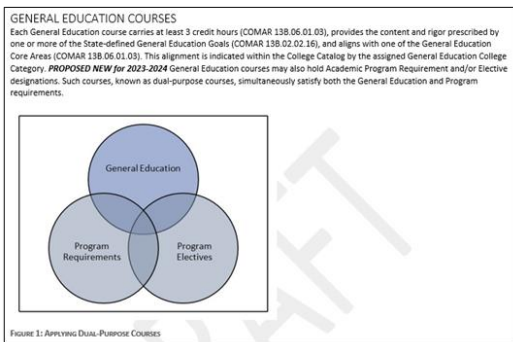 GENERAL EDUCATION COURSES
Each General Education course carries at least 3 credit hours (COMAR 13B.06.01.03), provides the content and rigor prescribed by
one or more of the State-defined General Education Goals (COMAR 13B.02.02.16), and aligns with one of the General Education
Core Areas (COMAR 13B.06.01.03). This alignment is indicated within the College Catalog by the assigned General Education College
Category. PROPOSED NEW for 2023-2024 General Education courses may also hold Academic Program Requirement and/or Elective
designations. Such courses, known as dual-purpose courses, simultaneously satisfy both the General Education and Program
requirements.
General Education
Program
Requirements
Program
Electives
FIGURE 1: APPLYING DUAL-PURPOSE COURSES
DRAFT